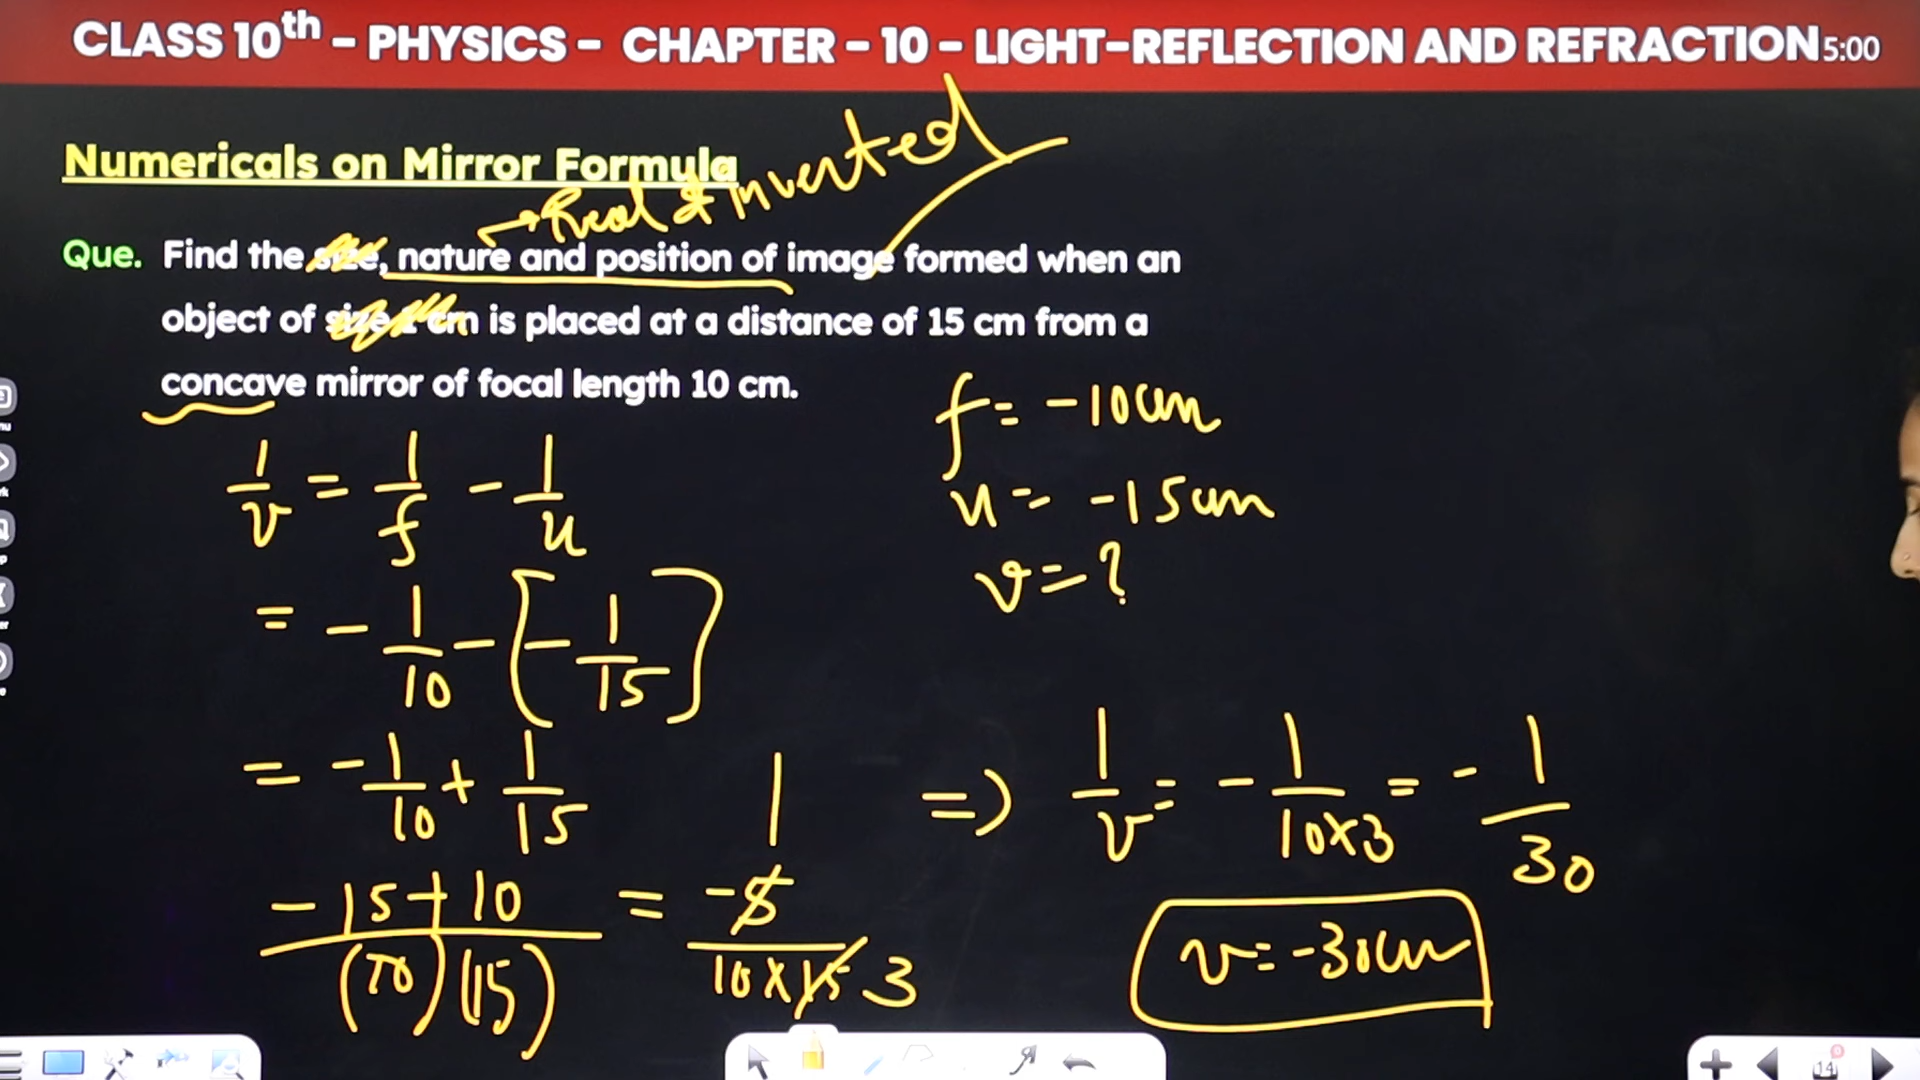 CLASS 10th - PHYSICS - CHAPTER - 10 - LIGHT-REFLECTION AND REFRACTION 5:00
Numericals on Mirror Formula
→ Real & Inverted
Que. Find the size, nature and position of image formed when an
object of size 1 cm is placed at a distance of 15 cm from a
concave mirror of focal length 10 cm.
f = -10cm
u = -15cm
v = ?
1/v = 1/f - 1/u
= -1/10 - [-1/15]
= -1/10 + 1/15
-15+10/(10)(15) = -5/10×15 1 3
=> 1/v = -1/10×3 = -1/30
v = -30cm
14